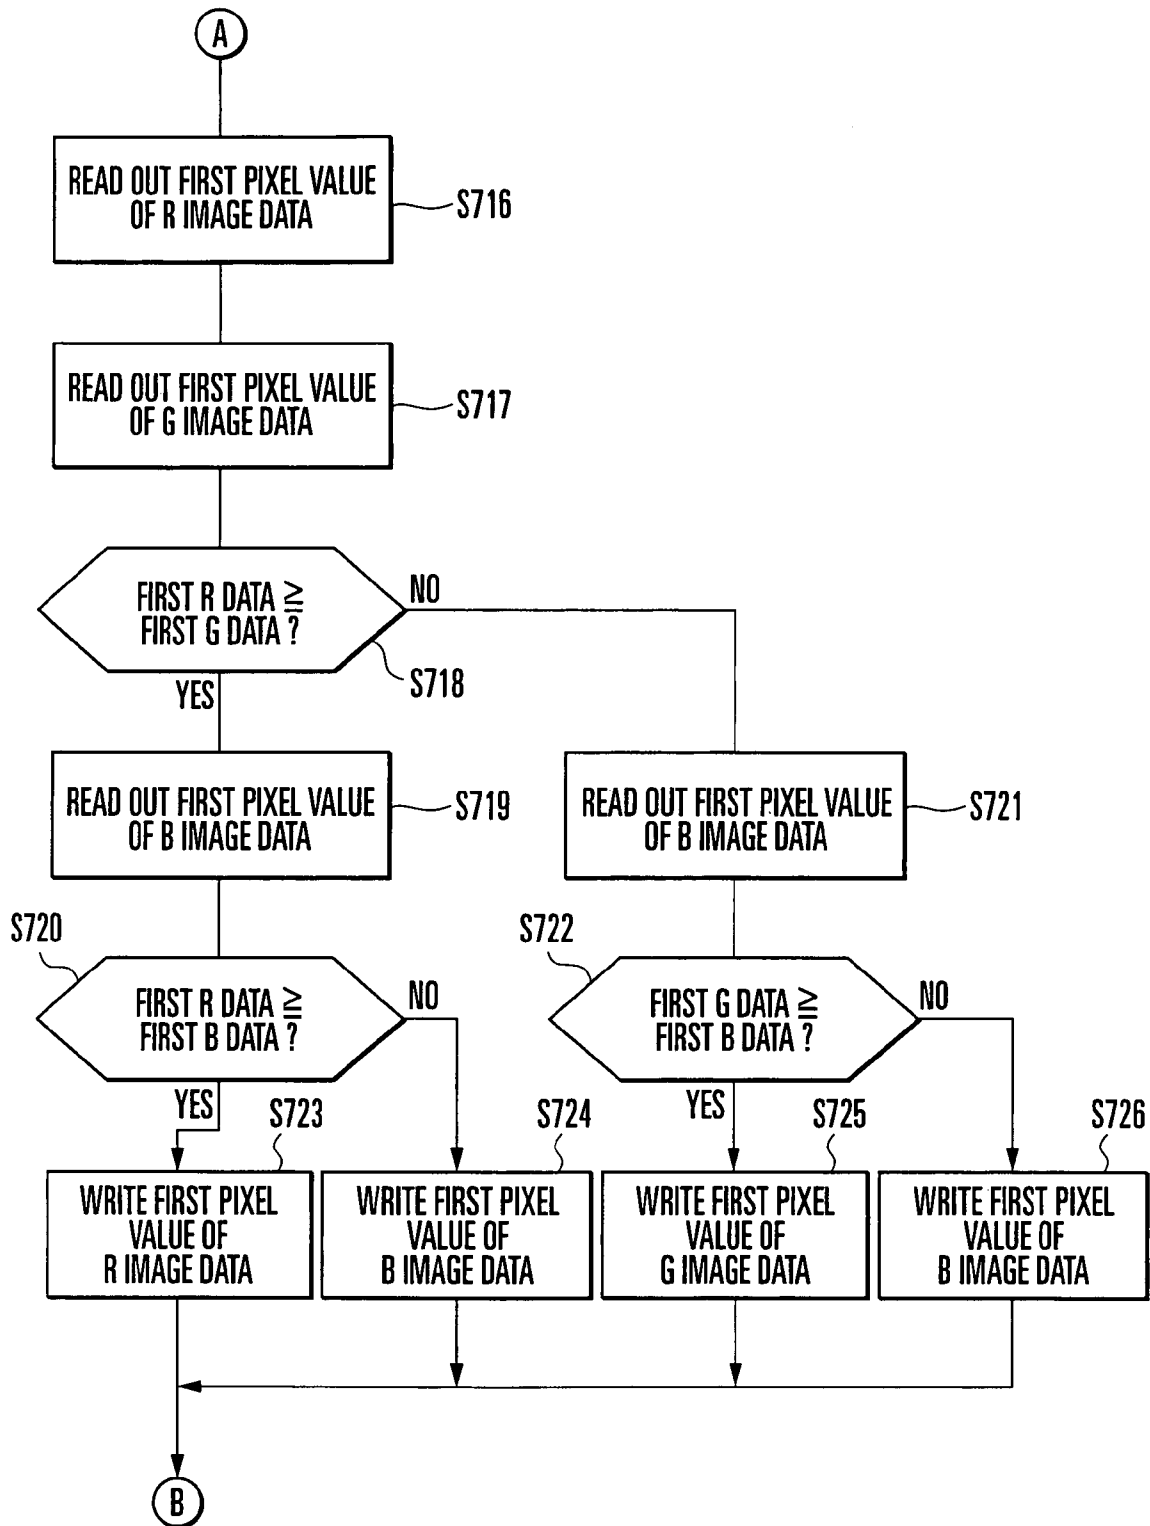 A
READ OUT FIRST PIXEL VALUE
OF R IMAGE DATA
S716
READ OUT FIRST PIXEL VALUE
OF G IMAGE DATA
S717
FIRST R DATA ≧
FIRST G DATA ?
NO
S718
YES
READ OUT FIRST PIXEL VALUE
OF B IMAGE DATA
S719
READ OUT FIRST PIXEL VALUE
OF B IMAGE DATA
S721
S720
FIRST R DATA ≧
FIRST B DATA ?
NO
YES
S722
FIRST G DATA ≧
FIRST B DATA ?
NO
YES
S723
WRITE FIRST PIXEL
VALUE OF
R IMAGE DATA
S724
WRITE FIRST PIXEL
VALUE OF
B IMAGE DATA
S725
WRITE FIRST PIXEL
VALUE OF
G IMAGE DATA
S726
WRITE FIRST PIXEL
VALUE OF
B IMAGE DATA
B